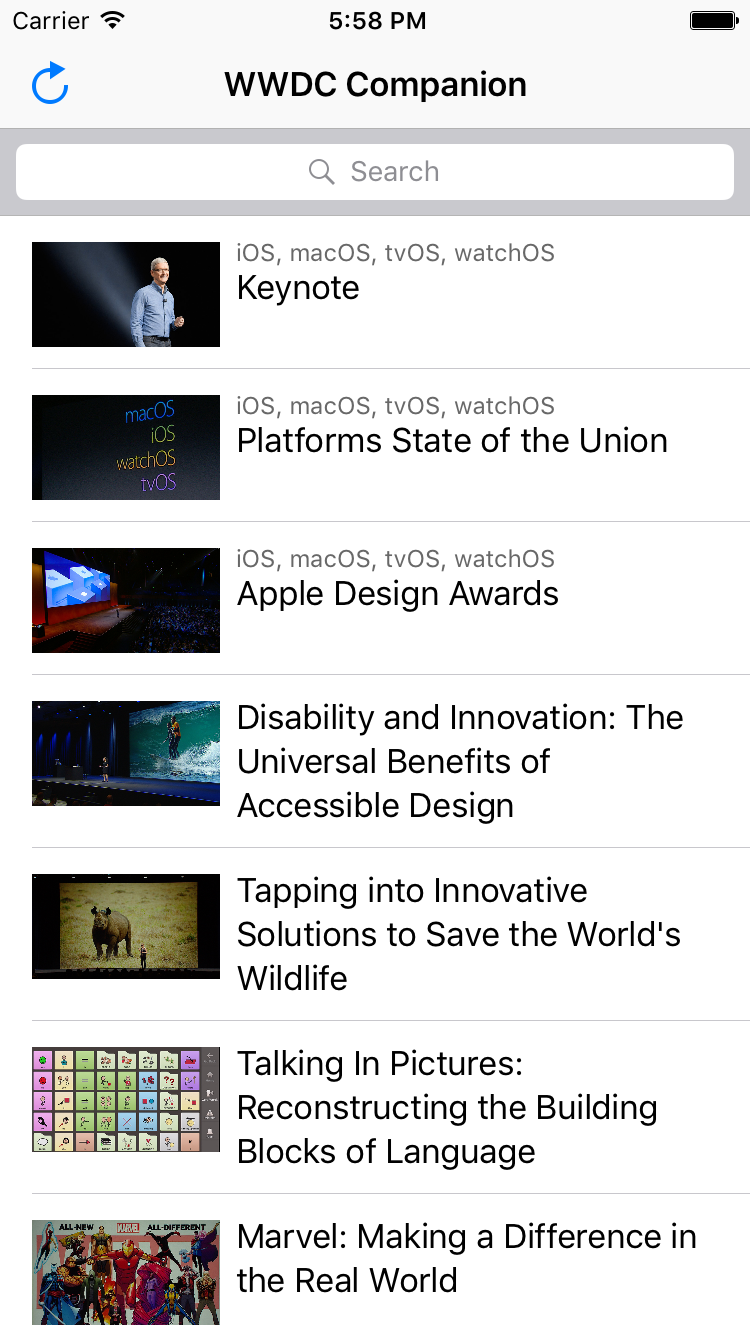 Carrier 5:58 PM
WWDC Companion
Search
iOS, macOS, tvOS, watchOS
Keynote
macOS
iOS
watchOS
tvOS
iOS, macOS, tvOS, watchOS
Platforms State of the Union
iOS, macOS, tvOS, watchOS
Apple Design Awards
Disability and Innovation: The
Universal Benefits of
Accessible Design
Tapping into Innovative
Solutions to Save the World's
Wildlife
Talking In Pictures:
Reconstructing the Building
Blocks of Language
ALL-NEW MARVEL ALL-DIFFERENT
Marvel: Making a Difference in
the Real World